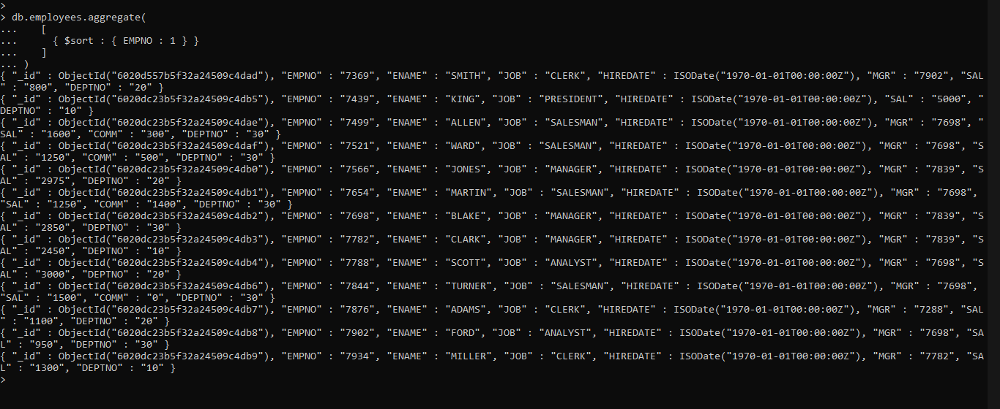 >
> db.employees.aggregate(
...    [
...      { $sort : { EMPNO : 1 } }
...    ]
... )
{ "_id" : ObjectId("6020d557b5f32a24509c4dad"), "EMPNO" : "7369", "ENAME" : "SMITH", "JOB" : "CLERK", "HIREDATE" : ISODate("1970-01-01T00:00:00Z"), "MGR" : "7902", "SAL
" : "800", "DEPTNO" : "20" }
{ "_id" : ObjectId("6020dc23b5f32a24509c4db5"), "EMPNO" : "7439", "ENAME" : "KING", "JOB" : "PRESIDENT", "HIREDATE" : ISODate("1970-01-01T00:00:00Z"), "SAL" : "5000", "
DEPTNO" : "10" }
{ "_id" : ObjectId("6020dc23b5f32a24509c4dae"), "EMPNO" : "7499", "ENAME" : "ALLEN", "JOB" : "SALESMAN", "HIREDATE" : ISODate("1970-01-01T00:00:00Z"), "MGR" : "7698", "
SAL" : "1600", "COMM" : "300", "DEPTNO" : "30" }
{ "_id" : ObjectId("6020dc23b5f32a24509c4daf"), "EMPNO" : "7521", "ENAME" : "WARD", "JOB" : "SALESMAN", "HIREDATE" : ISODate("1970-01-01T00:00:00Z"), "MGR" : "7698", "S
AL" : "1250", "COMM" : "500", "DEPTNO" : "30" }
{ "_id" : ObjectId("6020dc23b5f32a24509c4db0"), "EMPNO" : "7566", "ENAME" : "JONES", "JOB" : "MANAGER", "HIREDATE" : ISODate("1970-01-01T00:00:00Z"), "MGR" : "7839", "S
AL" : "2975", "DEPTNO" : "20" }
{ "_id" : ObjectId("6020dc23b5f32a24509c4db1"), "EMPNO" : "7654", "ENAME" : "MARTIN", "JOB" : "SALESMAN", "HIREDATE" : ISODate("1970-01-01T00:00:00Z"), "MGR" : "7698",
"SAL" : "1250", "COMM" : "1400", "DEPTNO" : "30" }
{ "_id" : ObjectId("6020dc23b5f32a24509c4db2"), "EMPNO" : "7698", "ENAME" : "BLAKE", "JOB" : "MANAGER", "HIREDATE" : ISODate("1970-01-01T00:00:00Z"), "MGR" : "7839", "S
AL" : "2850", "DEPTNO" : "30" }
{ "_id" : ObjectId("6020dc23b5f32a24509c4db3"), "EMPNO" : "7782", "ENAME" : "CLARK", "JOB" : "MANAGER", "HIREDATE" : ISODate("1970-01-01T00:00:00Z"), "MGR" : "7839", "S
AL" : "2450", "DEPTNO" : "10" }
{ "_id" : ObjectId("6020dc23b5f32a24509c4db4"), "EMPNO" : "7788", "ENAME" : "SCOTT", "JOB" : "ANALYST", "HIREDATE" : ISODate("1970-01-01T00:00:00Z"), "MGR" : "7698", "S
AL" : "3000", "DEPTNO" : "20" }
{ "_id" : ObjectId("6020dc23b5f32a24509c4db6"), "EMPNO" : "7844", "ENAME" : "TURNER", "JOB" : "SALESMAN", "HIREDATE" : ISODate("1970-01-01T00:00:00Z"), "MGR" : "7698",
"SAL" : "1500", "COMM" : "0", "DEPTNO" : "30" }
{ "_id" : ObjectId("6020dc23b5f32a24509c4db7"), "EMPNO" : "7876", "ENAME" : "ADAMS", "JOB" : "CLERK", "HIREDATE" : ISODate("1970-01-01T00:00:00Z"), "MGR" : "7288", "SAL
" : "1100", "DEPTNO" : "20" }
{ "_id" : ObjectId("6020dc23b5f32a24509c4db8"), "EMPNO" : "7902", "ENAME" : "FORD", "JOB" : "ANALYST", "HIREDATE" : ISODate("1970-01-01T00:00:00Z"), "MGR" : "7698", "SA
L" : "950", "DEPTNO" : "30" }
{ "_id" : ObjectId("6020dc23b5f32a24509c4db9"), "EMPNO" : "7934", "ENAME" : "MILLER", "JOB" : "CLERK", "HIREDATE" : ISODate("1970-01-01T00:00:00Z"), "MGR" : "7782", "SA
L" : "1300", "DEPTNO" : "10" }
>